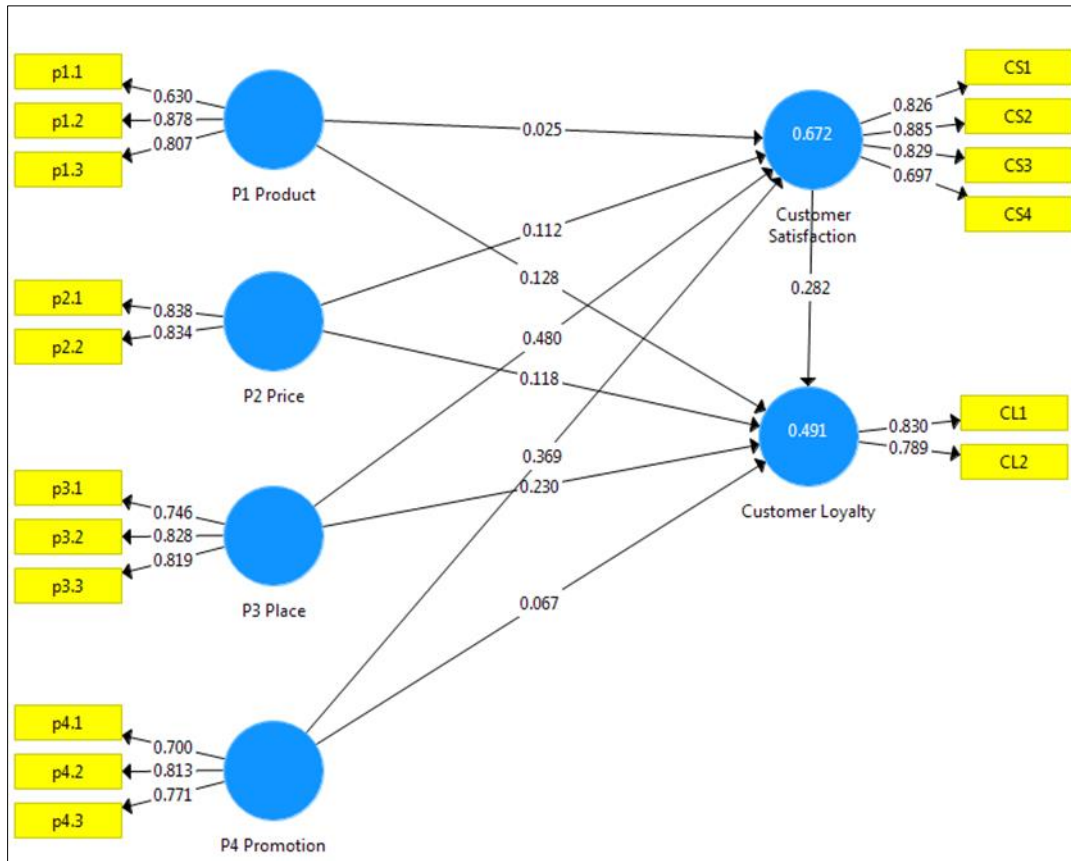 p1.1
p1.2
p1.3
0.630
0.878
0.807
P1 Product
p2.1
p2.2
0.838
0.834
P2 Price
p3.1
p3.2
p3.3
0.746
0.828
0.819
P3 Place
p4.1
p4.2
p4.3
0.700
0.813
0.771
P4 Promotion
0.025
0.112
0.128
0.480
0.118
0.369
0.230
0.067
0.672
Customer
Satisfaction
0.826
0.885
0.829
0.697
CS1
CS2
CS3
CS4
0.282
0.491
Customer Loyalty
0.830
0.789
CL1
CL2